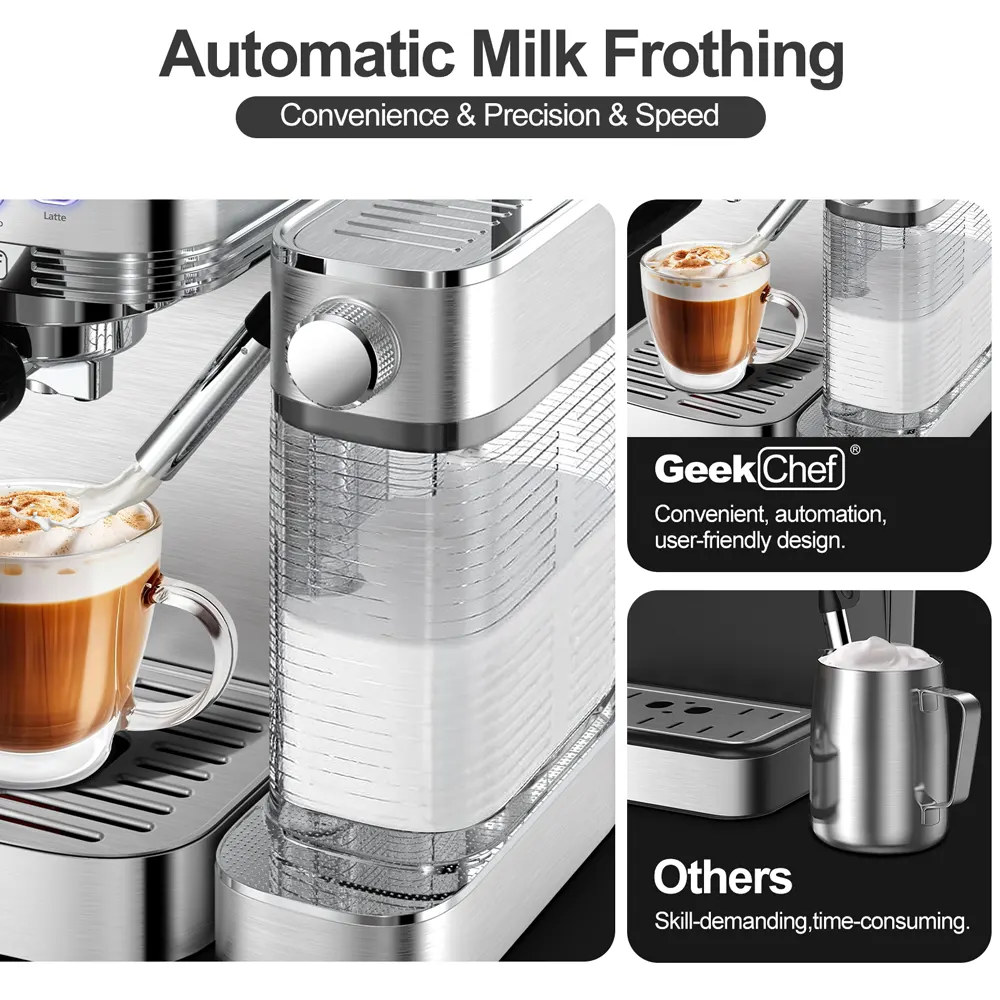 Automatic Milk Frothing
Convenience & Precision & Speed
Latte
GeekChef®
Convenient, automation,
user-friendly design.
Others
Skill-demanding,time-consuming.